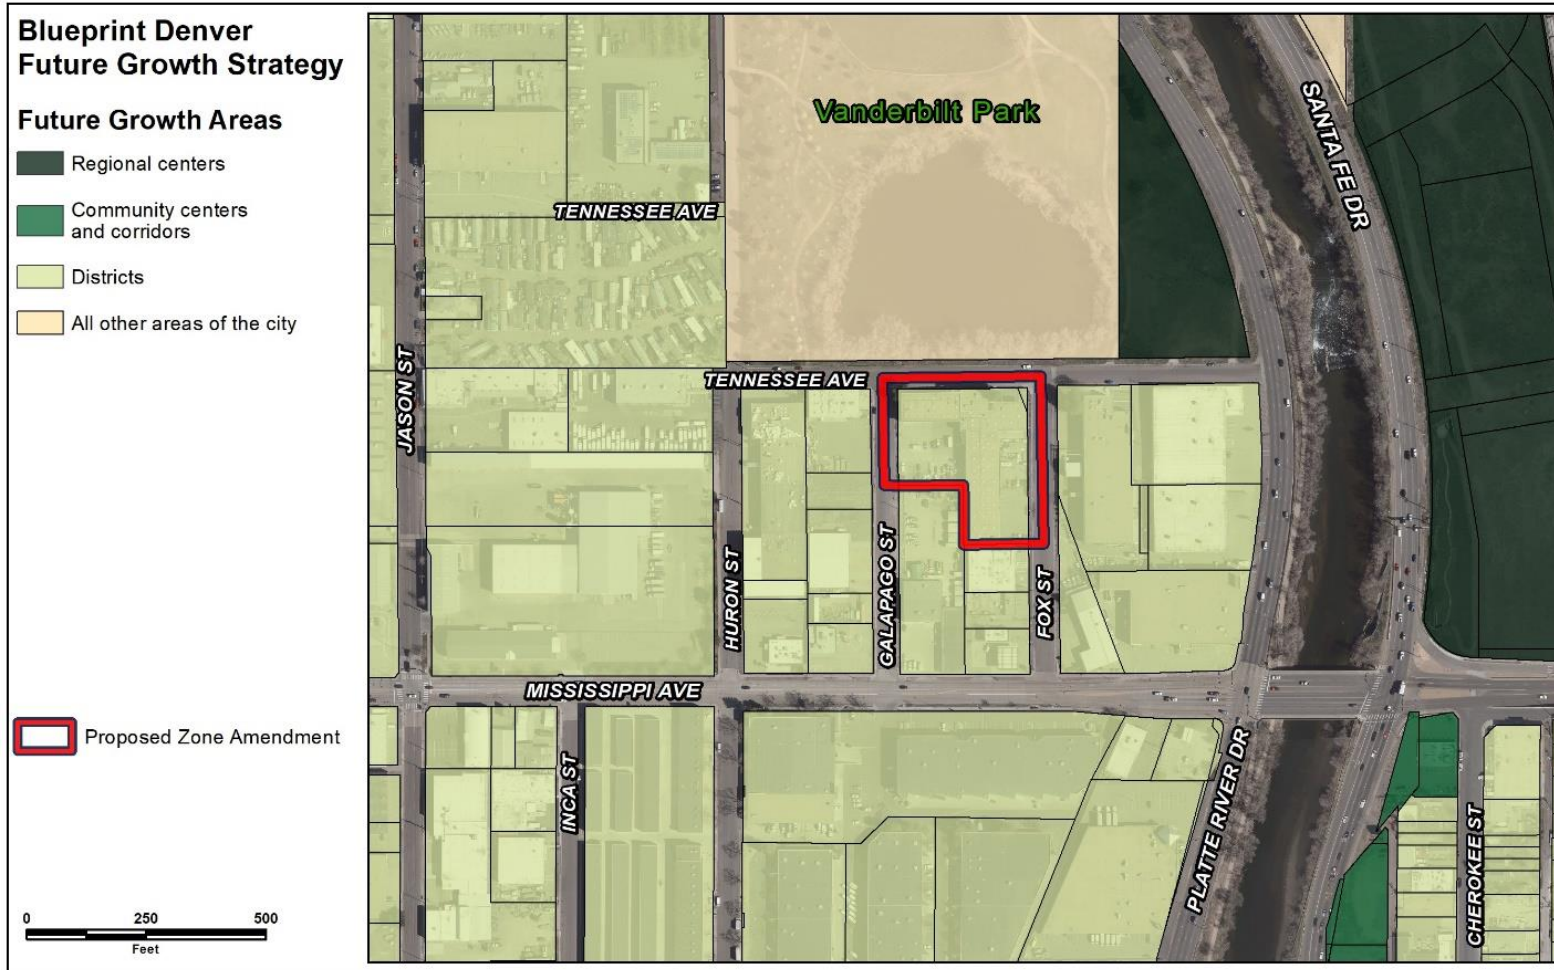 Blueprint Denver
Future Growth Strategy
Future Growth Areas
Regional centers
Community centers
and corridors
Districts
All other areas of the city
Proposed Zone Amendment
0 250 500
Feet
Vanderbilt Park
SANTA FE DR
TENNESSEE AVE
JASON ST
TENNESSEE AVE
HURON ST
GALAPAGO ST
FOX ST
MISSISSIPPI AVE
INCA ST
PLATTE RIVER DR
CHEROKEE ST